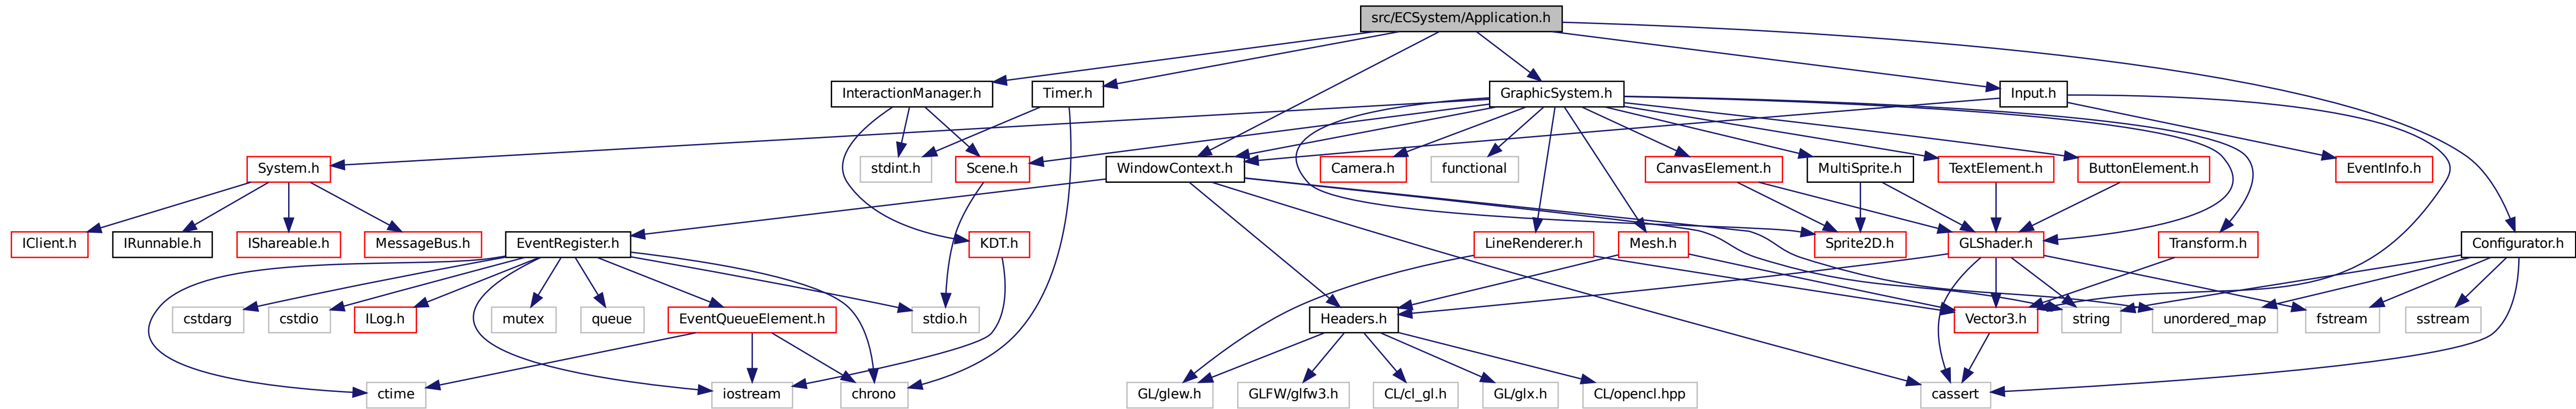 src/ECSystem/Application.h
InteractionManager.h
Timer.h
GraphicSystem.h
Input.h
System.h
stdint.h
Scene.h
WindowContext.h
Camera.h
functional
CanvasElement.h
MultiSprite.h
TextElement.h
ButtonElement.h
EventInfo.h
IClient.h
IRunnable.h
IShareable.h
MessageBus.h
EventRegister.h
KDT.h
LineRenderer.h
Mesh.h
Sprite2D.h
GLShader.h
Transform.h
Configurator.h
cstdarg
cstdio
ILog.h
mutex
queue
EventQueueElement.h
stdio.h
Headers.h
Vector3.h
string
unordered_map
fstream
sstream
ctime
iostream
chrono
GL/glew.h
GLFW/glfw3.h
CL/cl_gl.h
GL/glx.h
CL/opencl.hpp
cassert